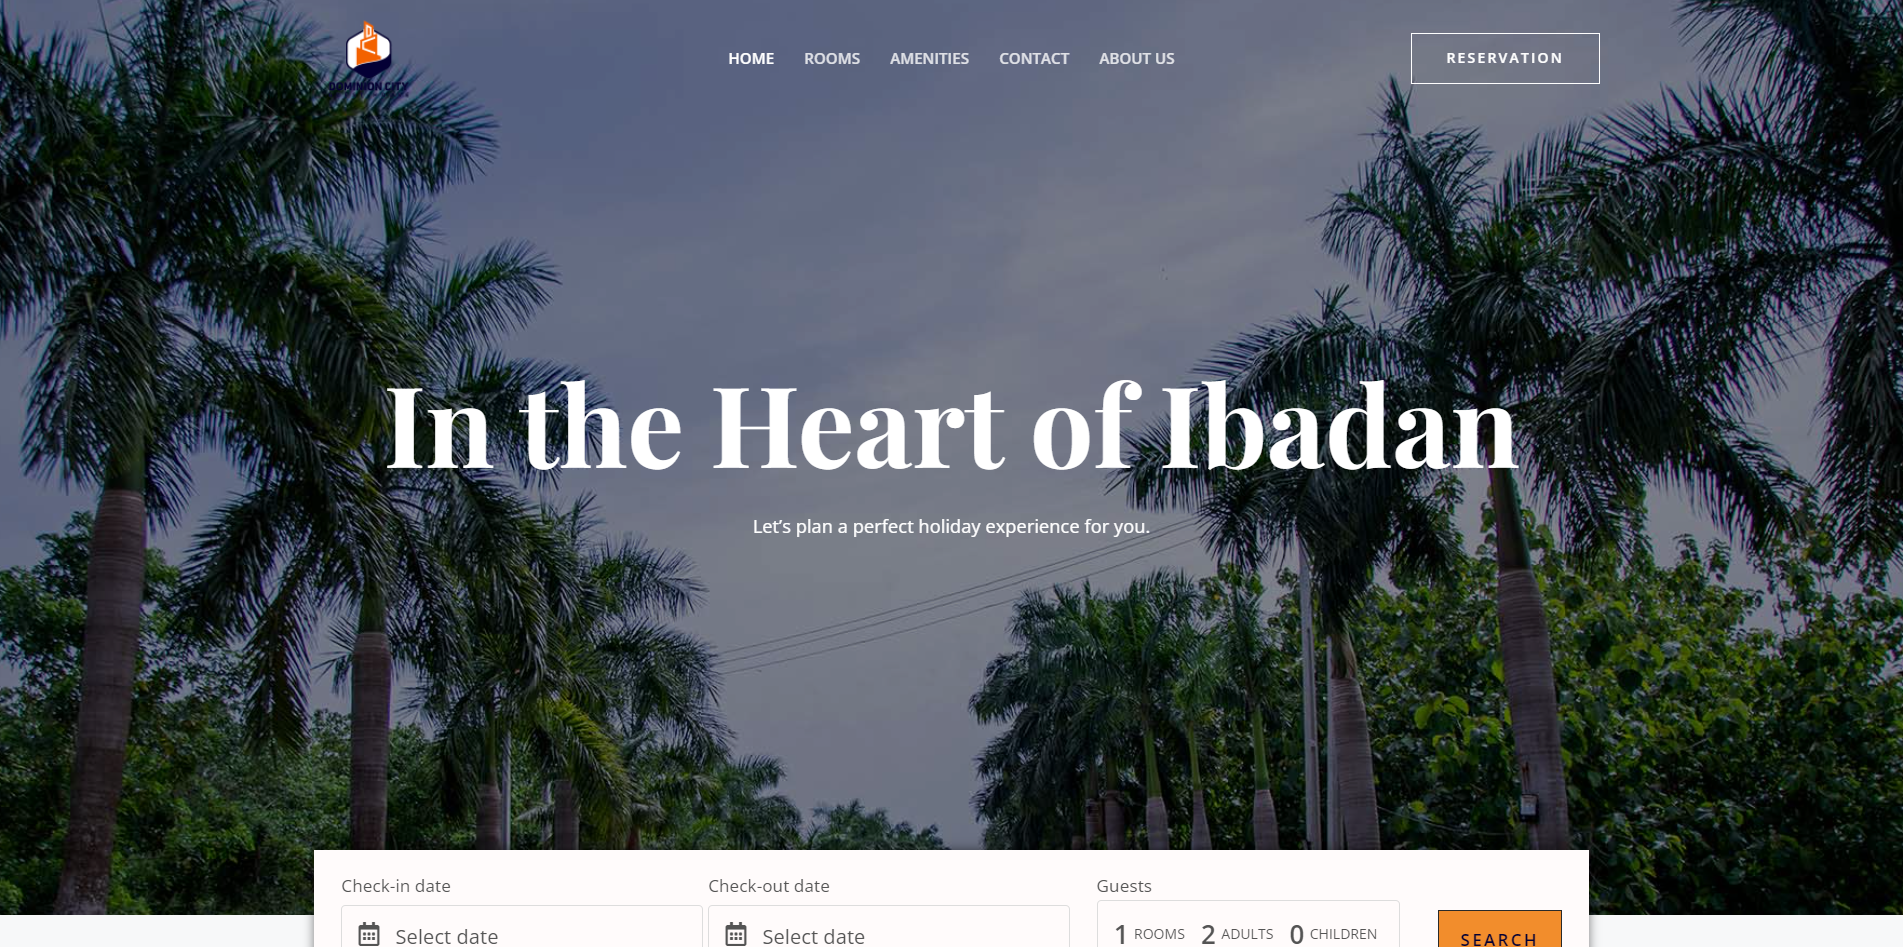 DOMINION CITY
HOME ROOMS AMENITIES CONTACT ABOUT US
RESERVATION
In the Heart of Ibadan
Let’s plan a perfect holiday experience for you.
Check-in date Check-out date Guests
Select date Select date 1 ROOMS 2 ADULTS 0 CHILDREN SEARCH